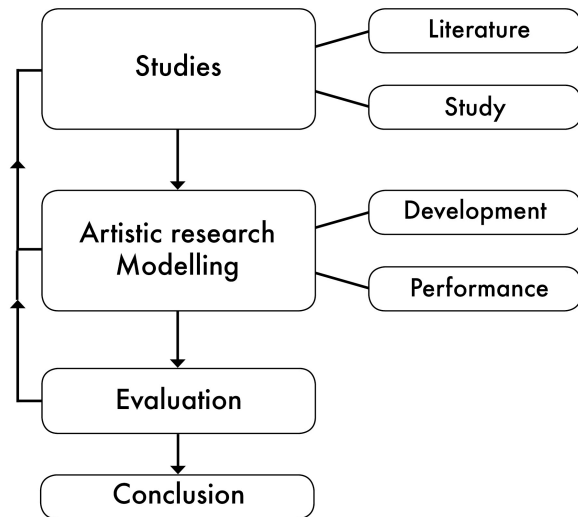 Studies
Literature
Study
Artistic research
Modelling
Development
Performance
Evaluation
Conclusion